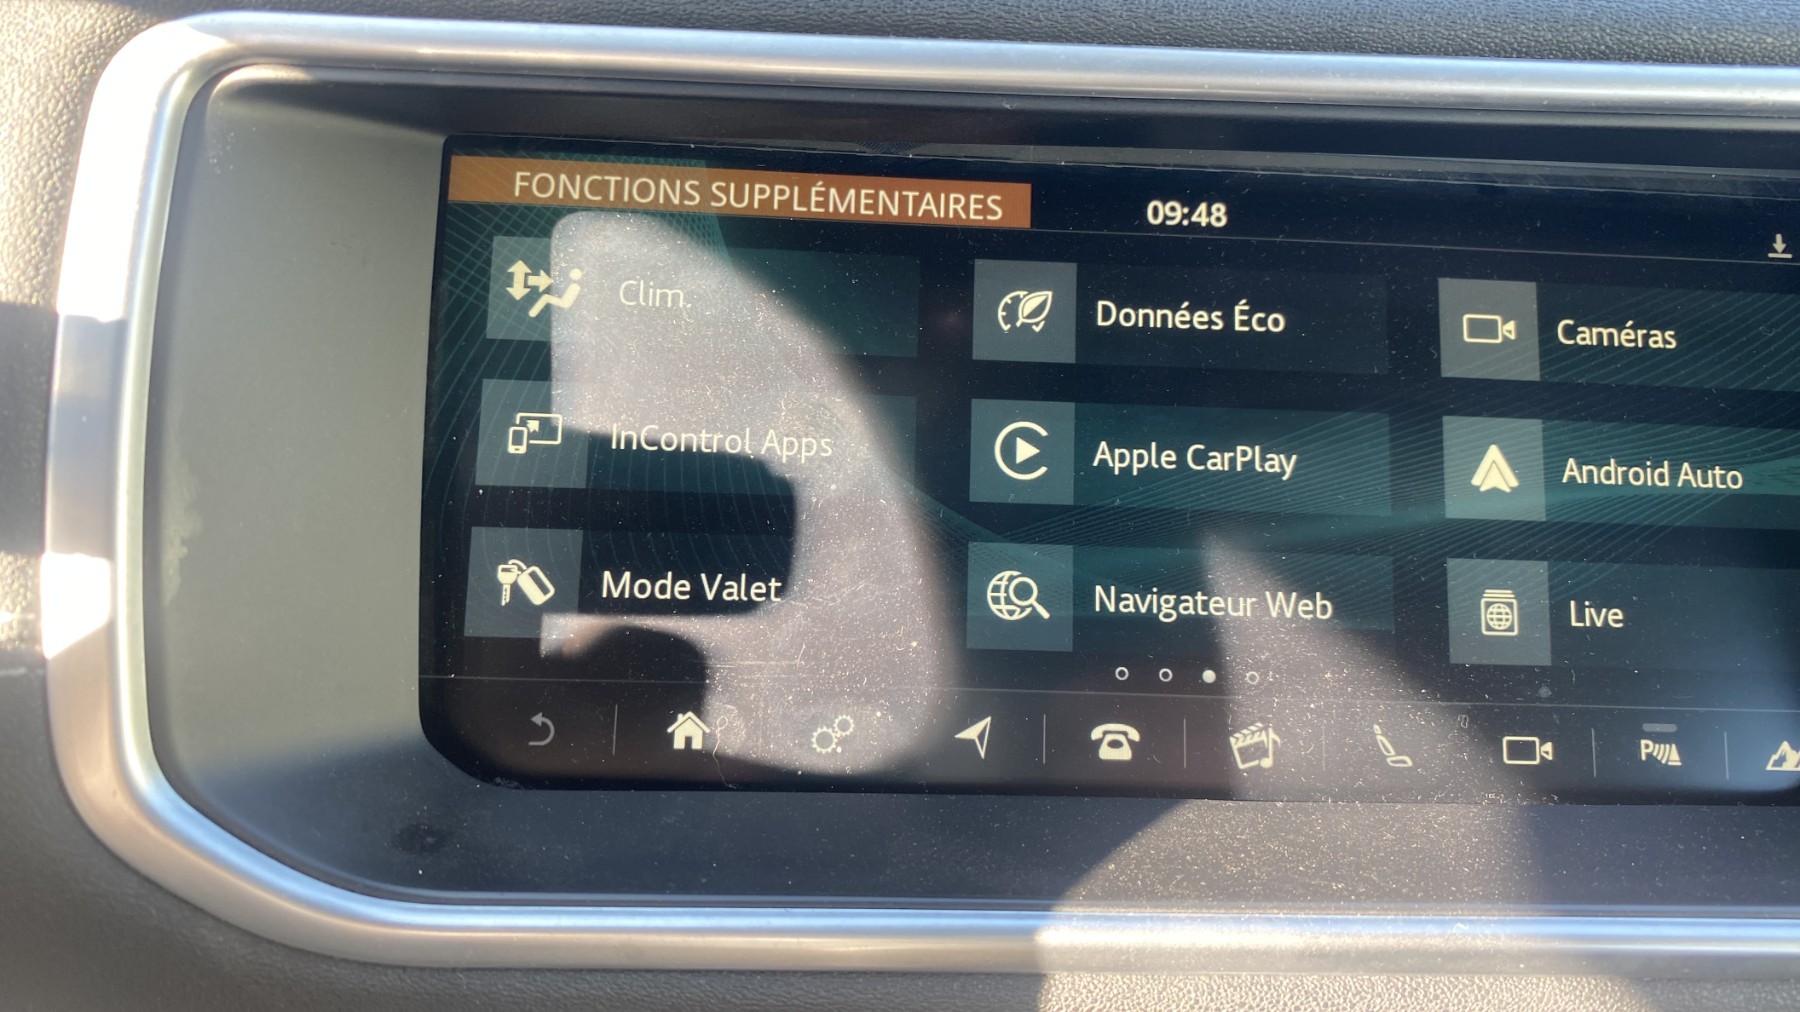 FONCTIONS SUPPLÉMENTAIRES
09:48
Clim.
Données Éco
Caméras
InControl Apps
Apple CarPlay
Android Auto
Mode Valet
Navigateur Web
Live
P